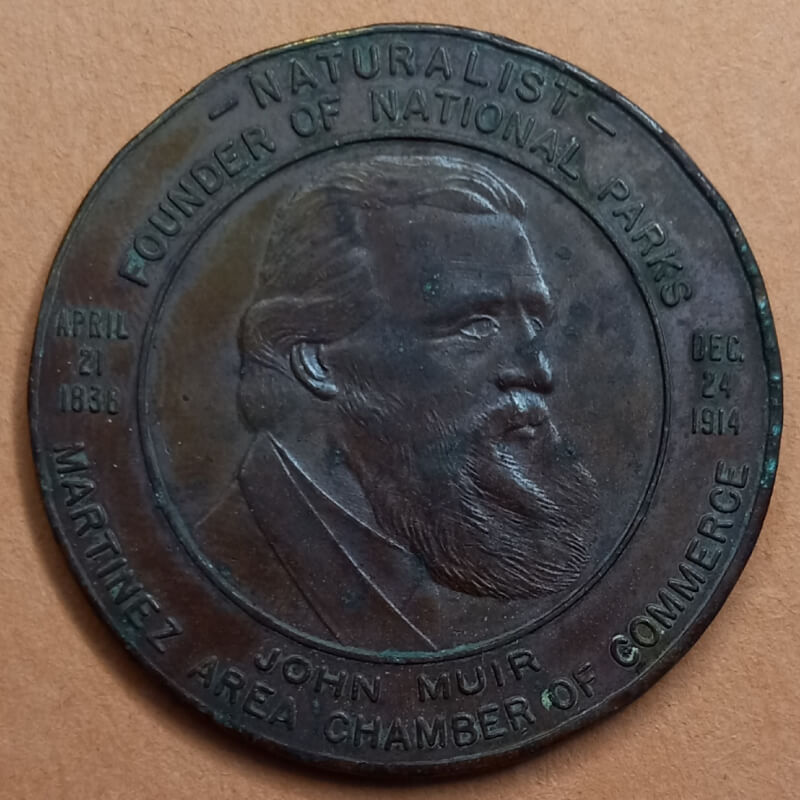 - NATURALIST -
FOUNDER OF NATIONAL PARKS
APRIL
21
1838
DEC.
24
1914
JOHN MUIR
MARTINEZ AREA CHAMBER OF COMMERCE